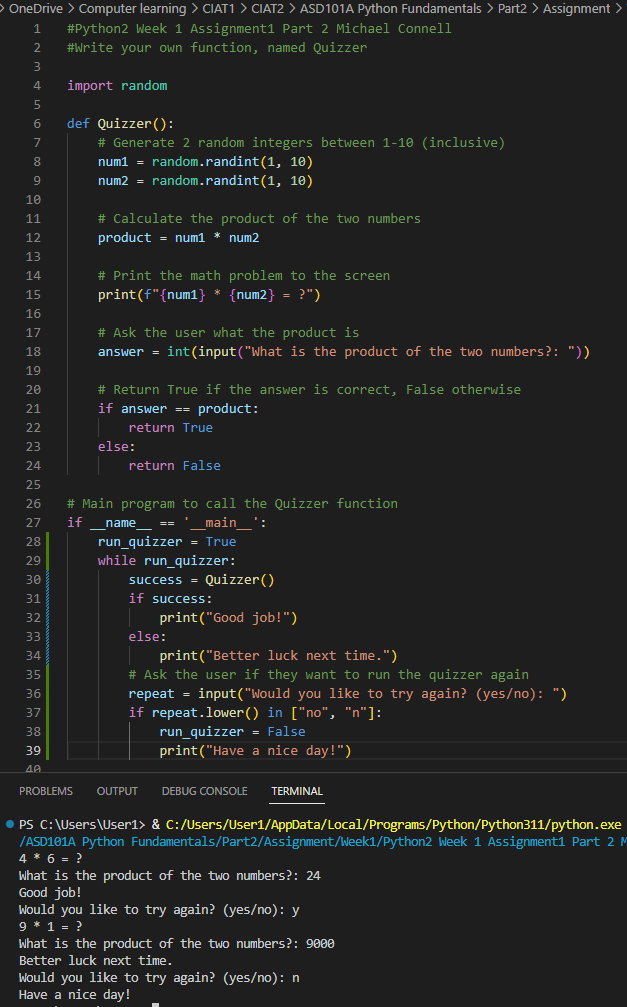 > OneDrive > Computer learning > CIAT1 > CIAT2 > ASD101A Python Fundamentals > Part2 > Assignment >
1 #Python2 Week 1 Assignment1 Part 2 Michael Connell
2 #Write your own function, named Quizzer
3
4 import random
5
6 def Quizzer():
7     # Generate 2 random integers between 1-10 (inclusive)
8     num1 = random.randint(1, 10)
9     num2 = random.randint(1, 10)
10
11     # Calculate the product of the two numbers
12     product = num1 * num2
13
14     # Print the math problem to the screen
15     print(f"{num1} * {num2} = ?")
16
17     # Ask the user what the product is
18     answer = int(input("What is the product of the two numbers?: "))
19
20     # Return True if the answer is correct, False otherwise
21     if answer == product:
22         return True
23     else:
24         return False
25
26 # Main program to call the Quizzer function
27 if __name__ == '__main__':
28     run_quizzer = True
29     while run_quizzer:
30         success = Quizzer()
31         if success:
32             print("Good job!")
33         else:
34             print("Better luck next time.")
35         # Ask the user if they want to run the quizzer again
36         repeat = input("Would you like to try again? (yes/no): ")
37         if repeat.lower() in ["no", "n"]:
38             run_quizzer = False
39             print("Have a nice day!")
40
PROBLEMS OUTPUT DEBUG CONSOLE TERMINAL
PS C:\Users\User1> & C:/Users/User1/AppData/Local/Programs/Python/Python311/python.exe
/ASD101A Python Fundamentals/Part2/Assignment/Week1/Python2 Week 1 Assignment1 Part 2 M
4 * 6 = ?
What is the product of the two numbers?: 24
Good job!
Would you like to try again? (yes/no): y
9 * 1 = ?
What is the product of the two numbers?: 9000
Better luck next time.
Would you like to try again? (yes/no): n
Have a nice day!